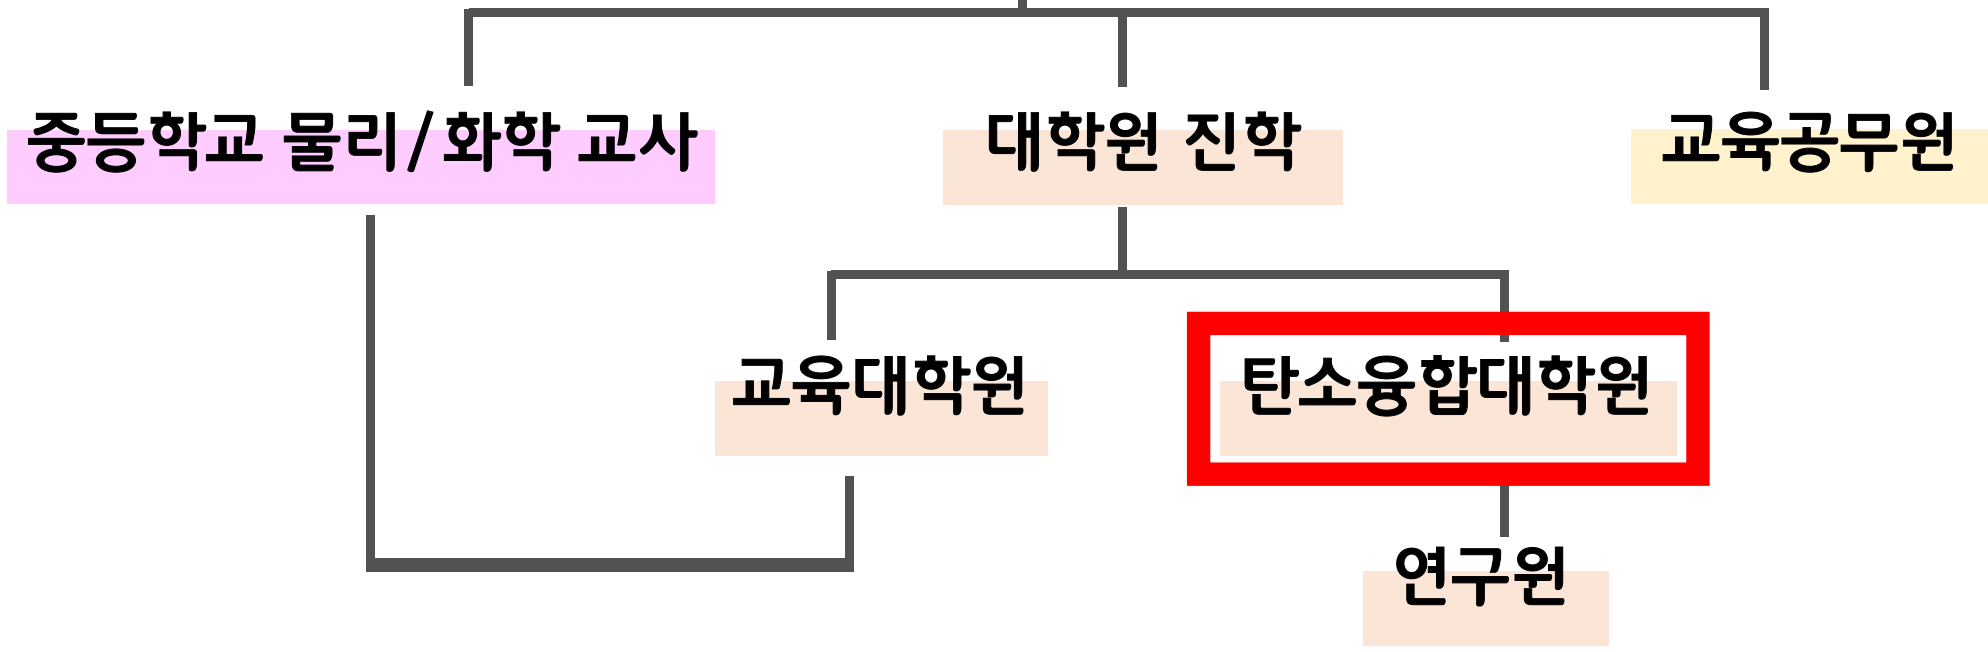 중등학교 물리/화학 교사
대학원 진학
교육공무원
교육대학원
탄소융합대학원
연구원